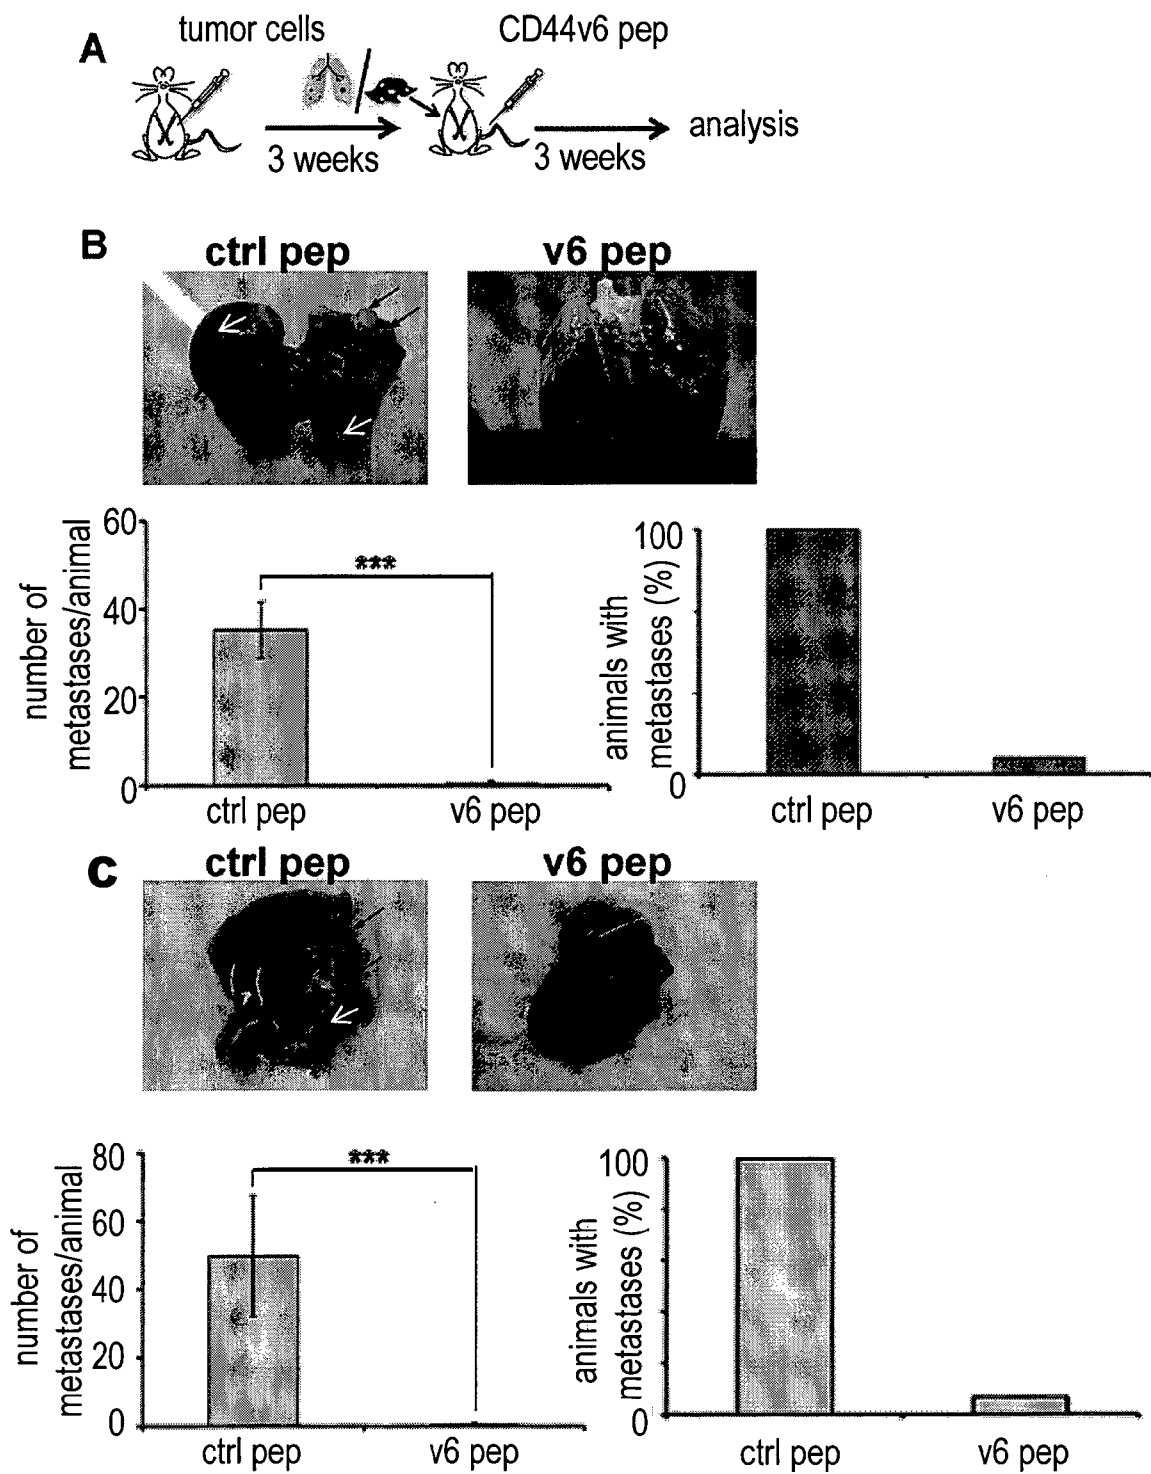 A
tumor cells
CD44v6 pep
3 weeks
3 weeks
analysis
B
ctrl pep
v6 pep
number of
metastases/animal
60
40
20
0
***
ctrl pep
v6 pep
animals with
metastases (%)
100
0
ctrl pep
v6 pep
C
ctrl pep
v6 pep
number of
metastases/animal
80
60
40
20
0
***
ctrl pep
v6 pep
animals with
metastases (%)
100
0
ctrl pep
v6 pep